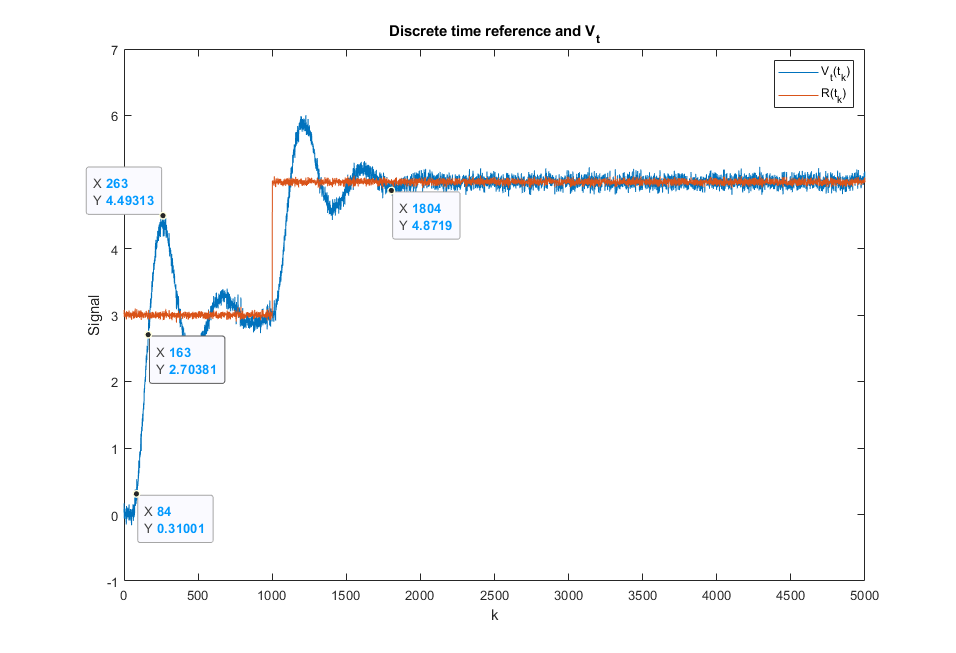 Discrete time reference and Vt
7
6
4
3
2
1
0
-1
Signal
Vt(tk)
R(tk)
X 263
Y 4.49313
X 1804
Y 4.8719
X 163
Y 2.70381
X 84
Y 0.31001
0 500 1000 1500 2000 2500 3000 3500 4000 4500 5000
k